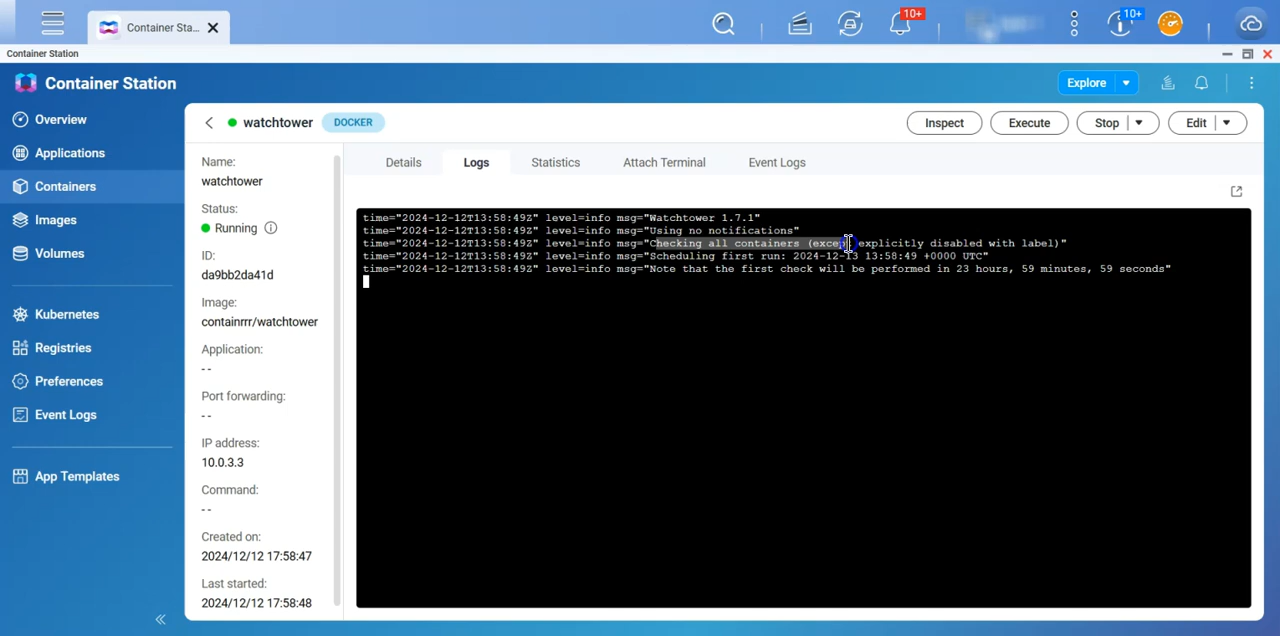 Container Sta...
10+
10+
Container Station
Container Station
Explore
Overview
Applications
Containers
Images
Volumes
Kubernetes
Registries
Preferences
Event Logs
App Templates
watchtower
DOCKER
Inspect
Execute
Stop
Edit
Name:
watchtower
Status:
Running
ID:
da9bb2da41d
Image:
containrrr/watchtower
Application:
--
Port forwarding:
--
IP address:
10.0.3.3
Command:
--
Created on:
2024/12/12 17:58:47
Last started:
2024/12/12 17:58:48
Details
Logs
Statistics
Attach Terminal
Event Logs
time="2024-12-12T13:58:49Z" level=info msg="Watchtower 1.7.1"
time="2024-12-12T13:58:49Z" level=info msg="Using no notifications"
time="2024-12-12T13:58:49Z" level=info msg="Checking all containers (except explicitly disabled with label)"
time="2024-12-12T13:58:49Z" level=info msg="Scheduling first run: 2024-12-13 13:58:49 +0000 UTC"
time="2024-12-12T13:58:49Z" level=info msg="Note that the first check will be performed in 23 hours, 59 minutes, 59 seconds"